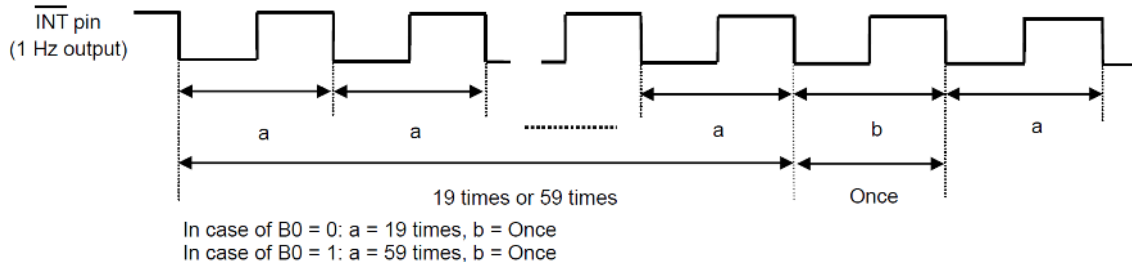 INT pin
(1 Hz output)
a
a
a
b
a
19 times or 59 times
Once
In case of B0 = 0: a = 19 times, b = Once
In case of B0 = 1: a = 59 times, b = Once